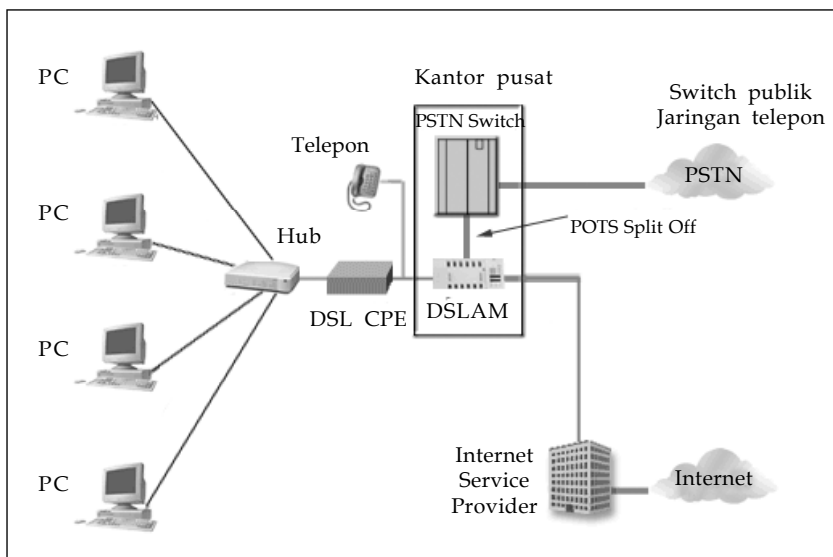 PC
PC
PC
PC
Telepon
Hub
DSL CPE
Kantor pusat
PSTN Switch
DSLAM
POTS Split Off
Switch publik
Jaringan telepon
PSTN
Internet
Service
Provider
Internet